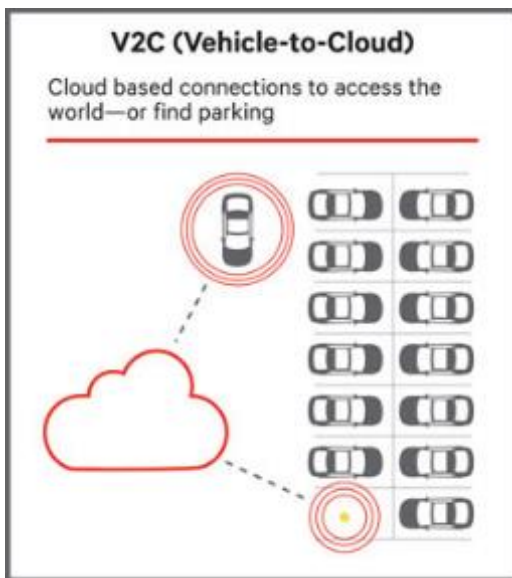 V2C (Vehicle-to-Cloud)
Cloud based connections to access the
world—or find parking